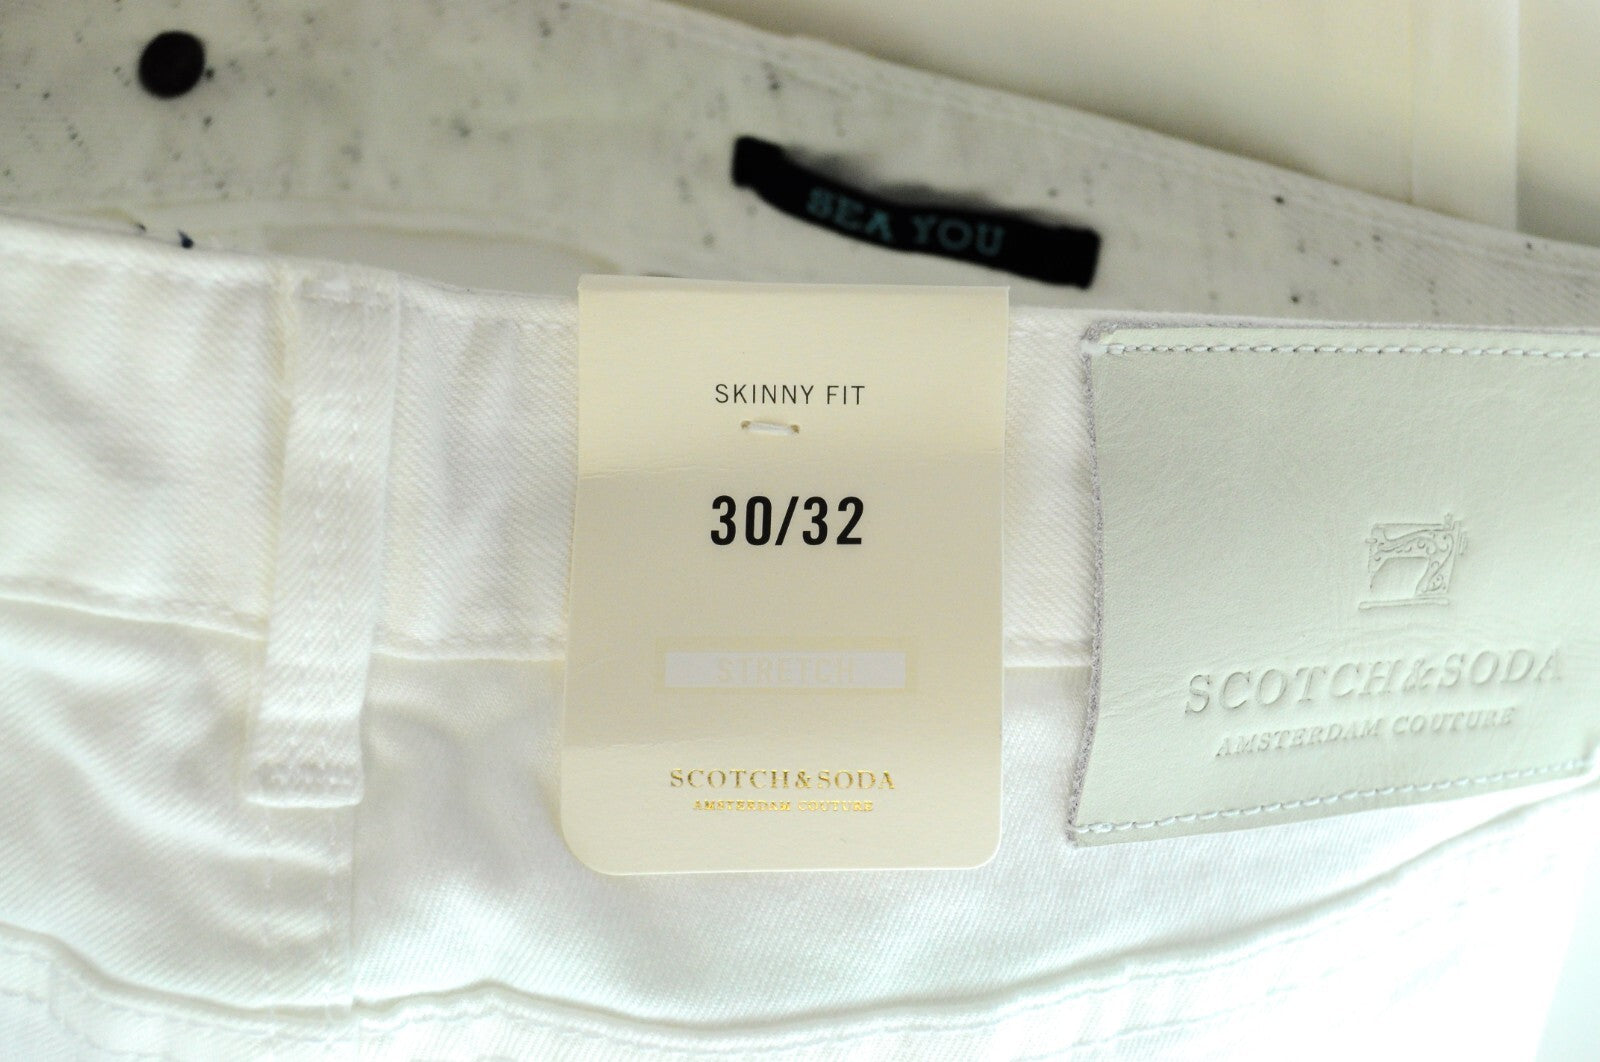 SEA YOU
SKINNY FIT
30/32
STRETCH
SCOTCH&SODA
AMSTERDAM COUTURE
SCOTCH&SODA
AMSTERDAM COUTURE